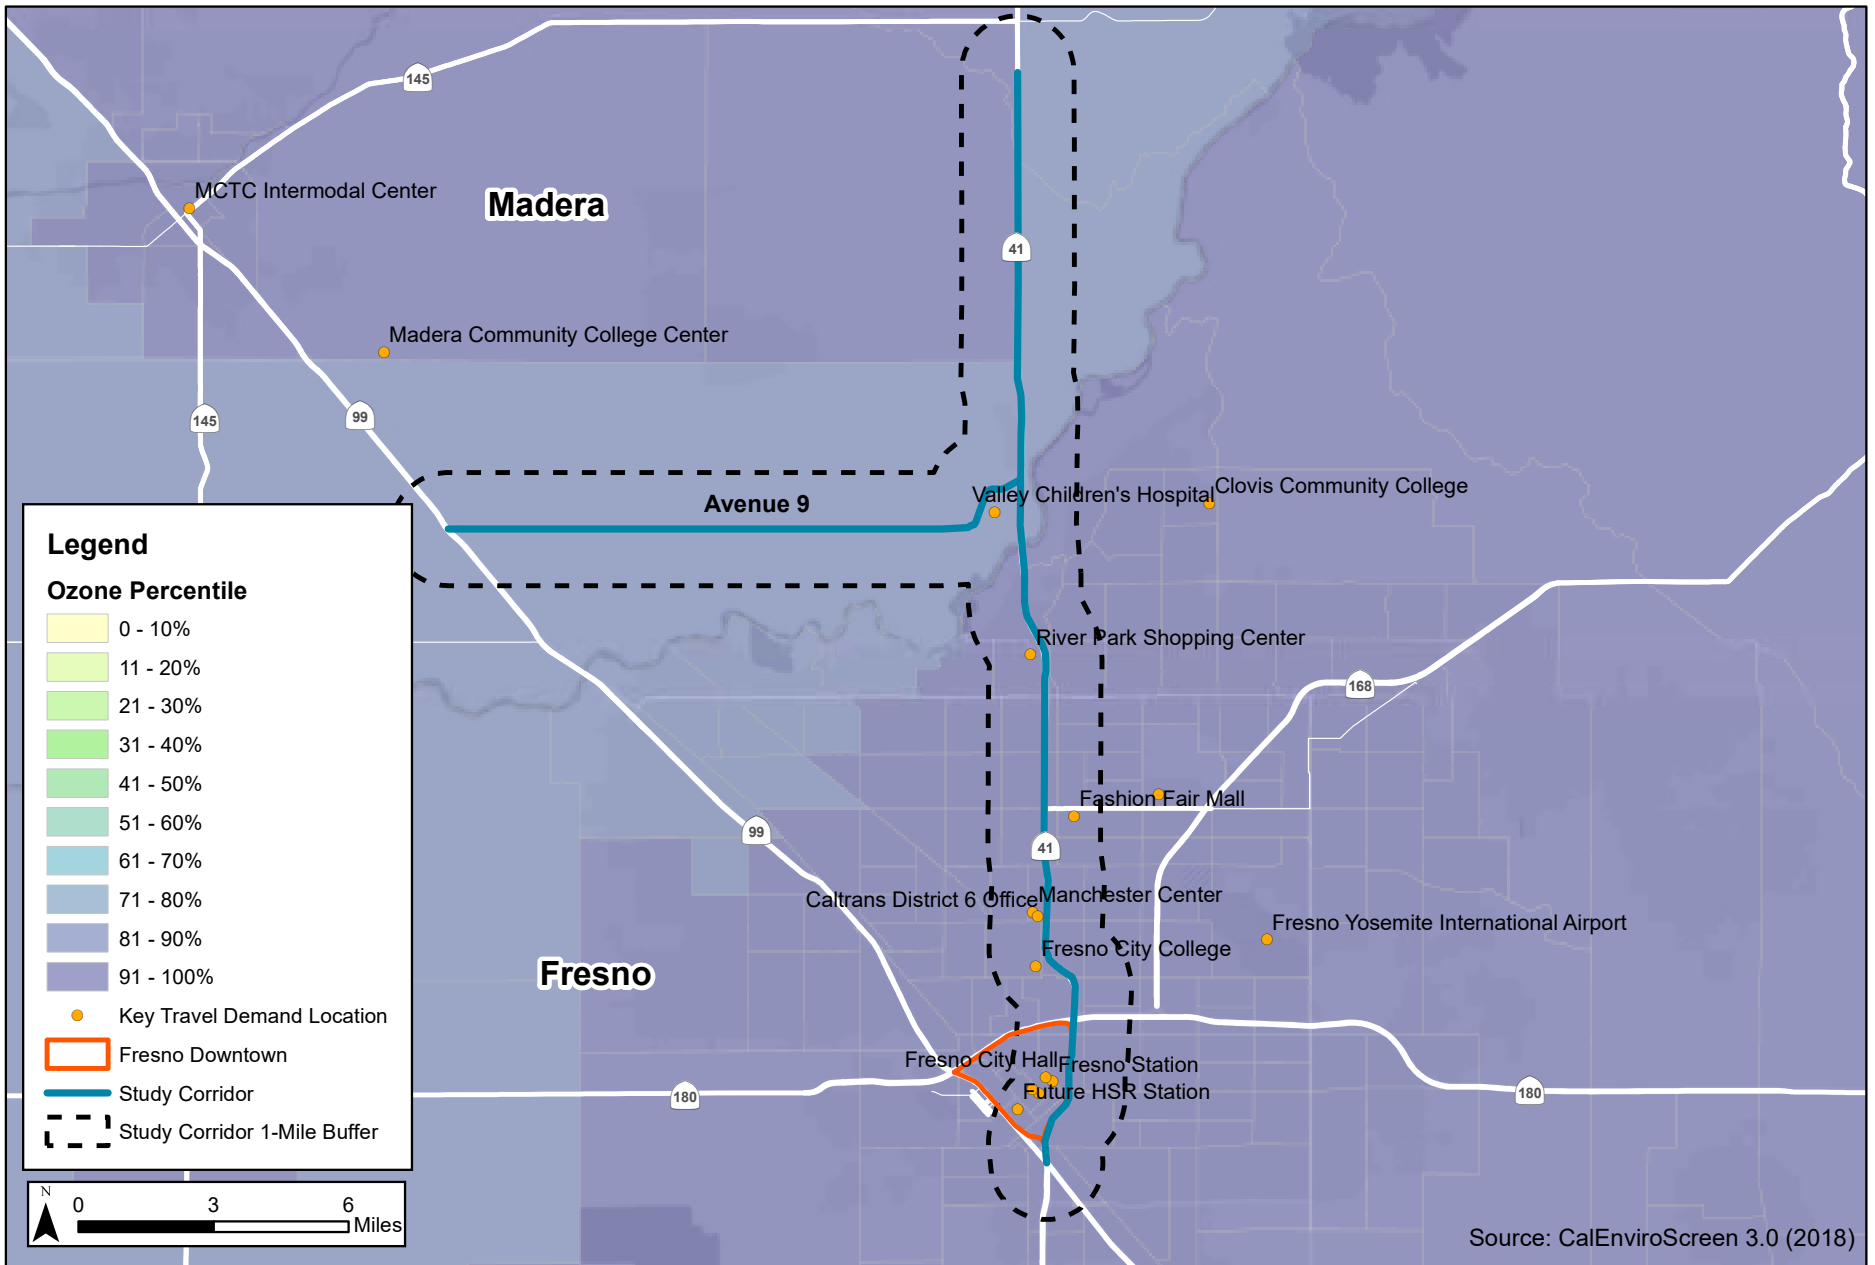 145
MCTC Intermodal Center
Madera
41
Madera Community College Center
145
99
Avenue 9
Valley Children's Hospital
Clovis Community College
River Park Shopping Center
168
Fashion Fair Mall
99
41
Caltrans District 6 Office
Manchester Center
Fresno Yosemite International Airport
Fresno City College
Fresno
Fresno City Hall
Fresno Station
Future HSR Station
180
180
Legend
Ozone Percentile
0 - 10%
11 - 20%
21 - 30%
31 - 40%
41 - 50%
51 - 60%
61 - 70%
71 - 80%
81 - 90%
91 - 100%
Key Travel Demand Location
Fresno Downtown
Study Corridor
Study Corridor 1-Mile Buffer
N
0 3 6
Miles
Source: CalEnviroScreen 3.0 (2018)